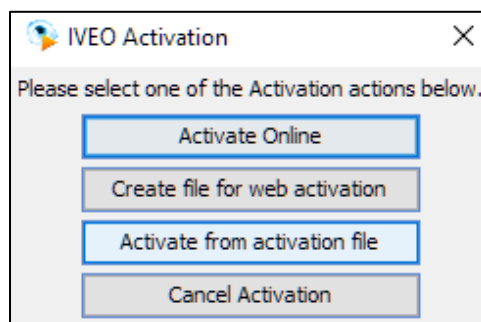 IVEO Activation
Please select one of the Activation actions below.
Activate Online
Create file for web activation
Activate from activation file
Cancel Activation